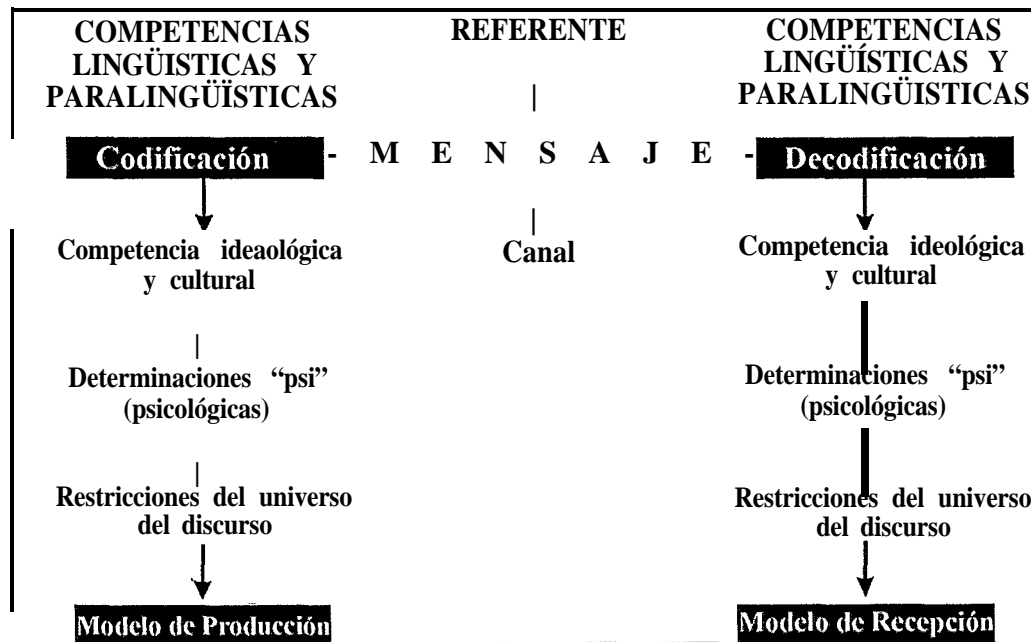 COMPETENCIAS
LINGÜISTICAS Y
PARALINGÜÏSTICAS
REFERENTE
COMPETENCIAS
LINGÜÍSTICAS Y
PARALINGÜISTICAS
Codificación
- M E N S A J E -
Decodificación
Competencia ideaológica
y cultural
Canal
Competencia ideológica
y cultural
Determinaciones “psi”
(psicológicas)
Determinaciones “psi”
(psicológicas)
Restricciones del universo
del discurso
Restricciones del universo
del discurso
Modelo de Producción
Modelo de Recepción